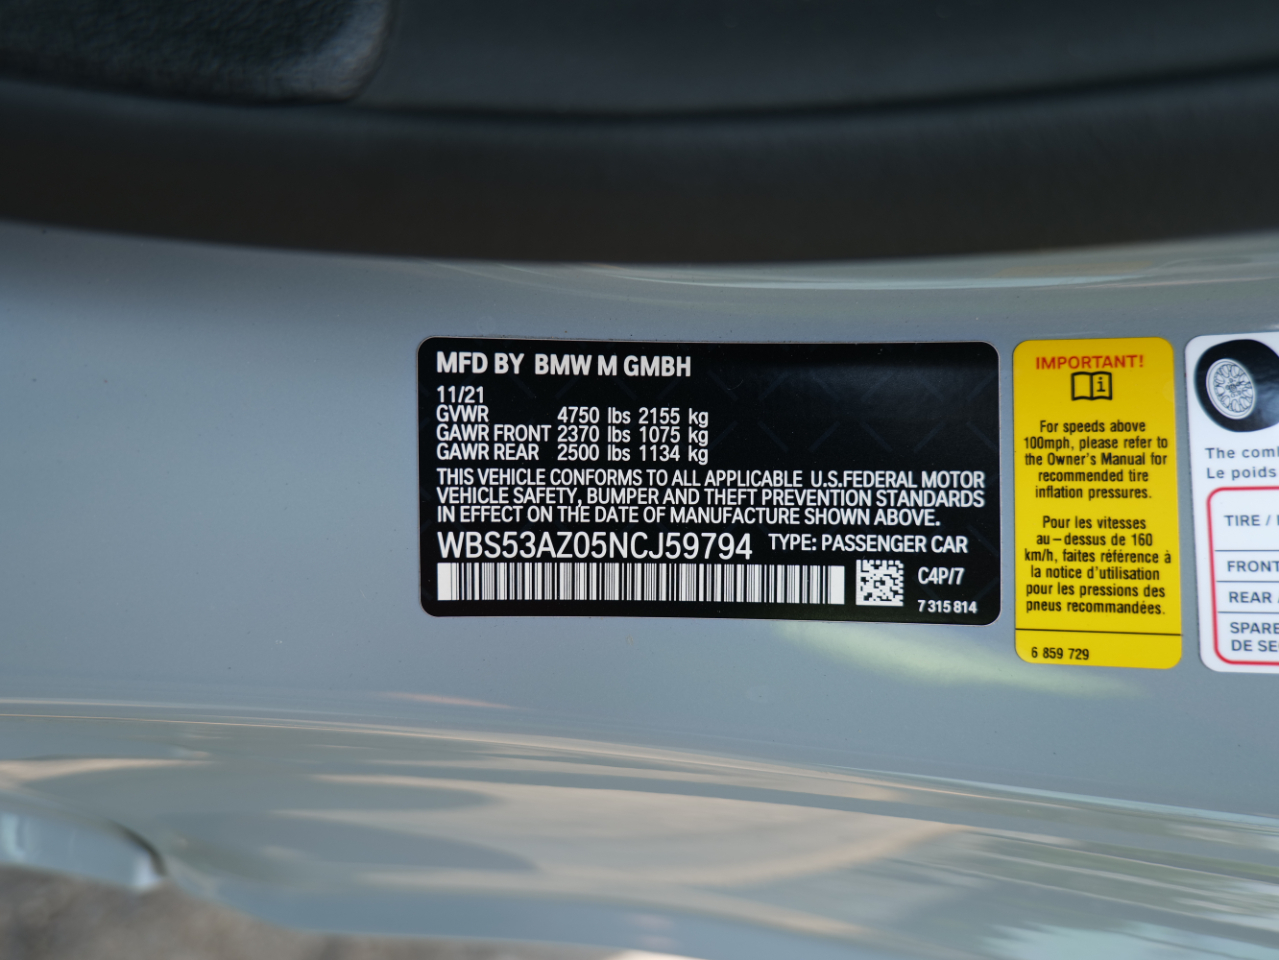 MFD BY BMW M GMBH
11/21
GVWR 4750 lbs 2155 kg
GAWR FRONT 2370 lbs 1075 kg
GAWR REAR 2500 lbs 1134 kg
THIS VEHICLE CONFORMS TO ALL APPLICABLE U.S.FEDERAL MOTOR
VEHICLE SAFETY, BUMPER AND THEFT PREVENTION STANDARDS
IN EFFECT ON THE DATE OF MANUFACTURE SHOWN ABOVE.
WBS53AZ05NCJ59794 TYPE: PASSENGER CAR
C4P/7
7 315 814
IMPORTANT!
i
For speeds above
100mph, please refer to
the Owner's Manual for
recommended tire
inflation pressures.
Pour les vitesses
au–dessus de 160
km/h, faites référence à
la notice d'utilisation
pour les pressions des
pneus recommandées.
6 859 729
The
Le poids
TIRE /
FRONT
REAR /
SPARE
DE